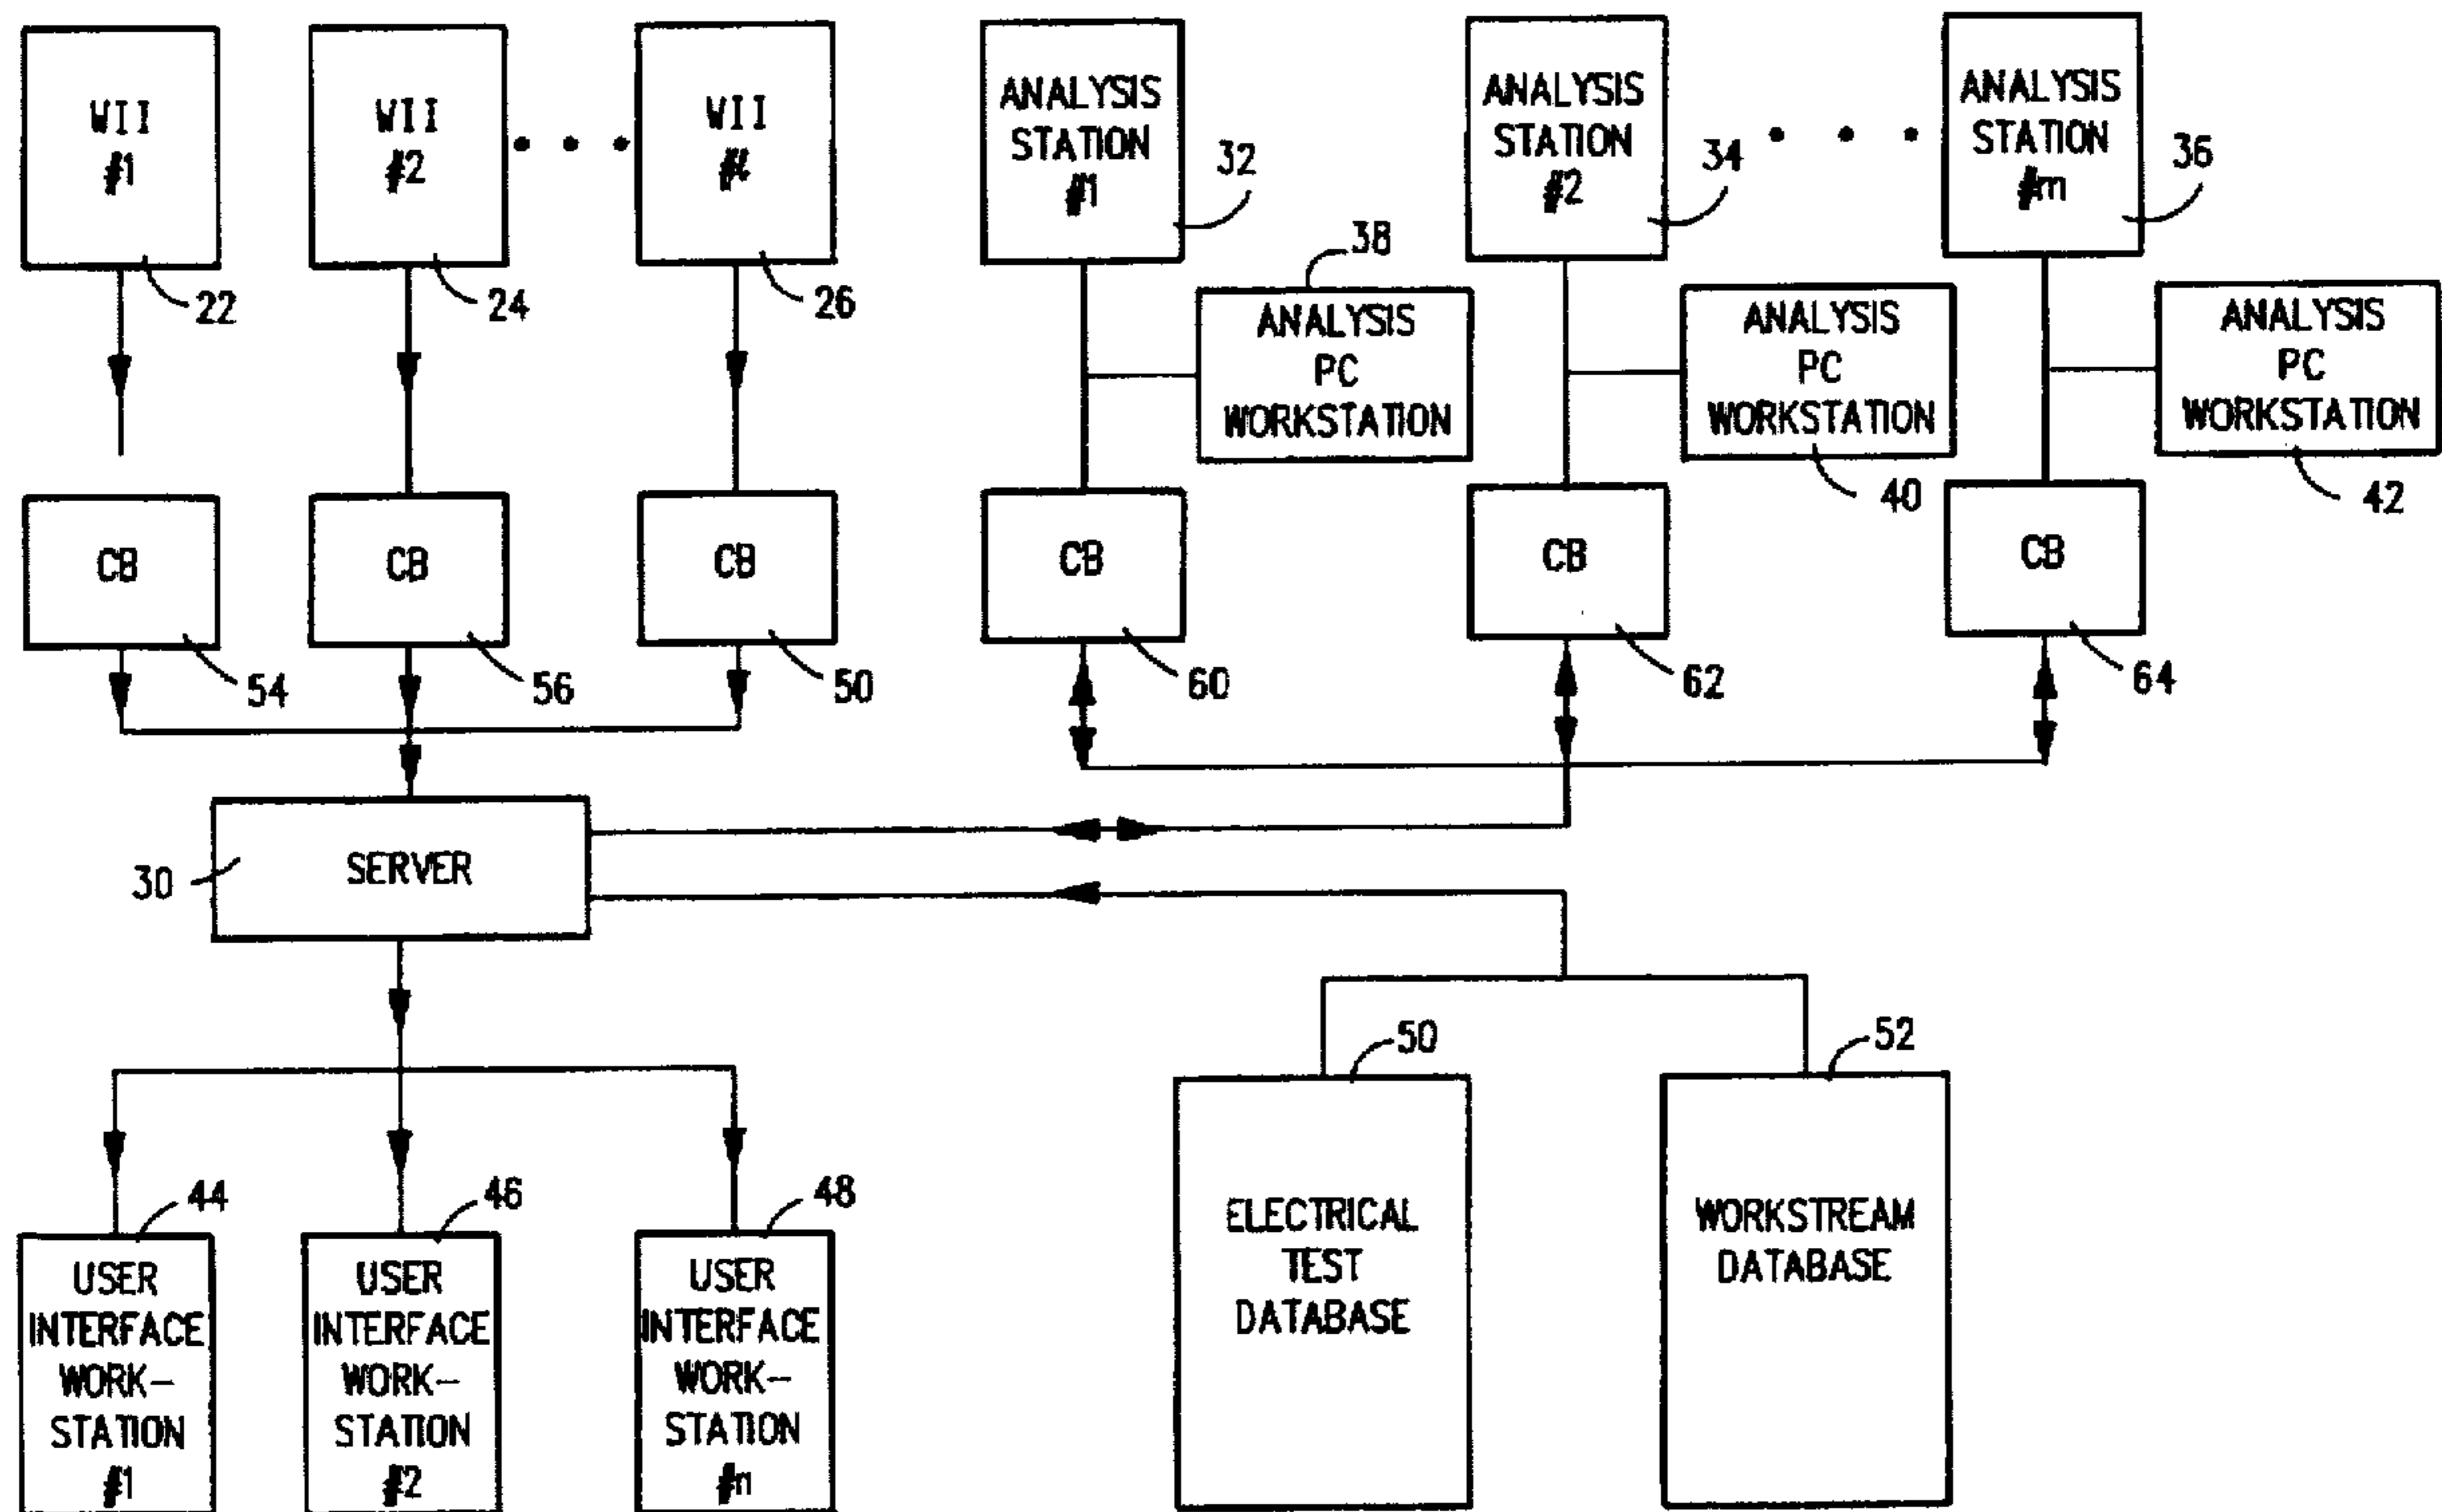 WII
#1
22
WII
#2
24
WII
#ℓ
26
ANALYSIS
STATION
#1
32
ANALYSIS
STATION
#2
34
ANALYSIS
STATION
#m
36
38
ANALYSIS
PC
WORKSTATION
ANALYSIS
PC
WORKSTATION
40
ANALYSIS
PC
WORKSTATION
42
CB
54
CB
56
CB
50
CB
60
CB
62
CB
64
30
SERVER
44
USER
INTERFACE
WORK-
STATION
#1
46
USER
INTERFACE
WORK-
STATION
#2
48
USER
INTERFACE
WORK-
STATION
#n
50
ELECTRICAL
TEST
DATABASE
52
WORKSTREAM
DATABASE